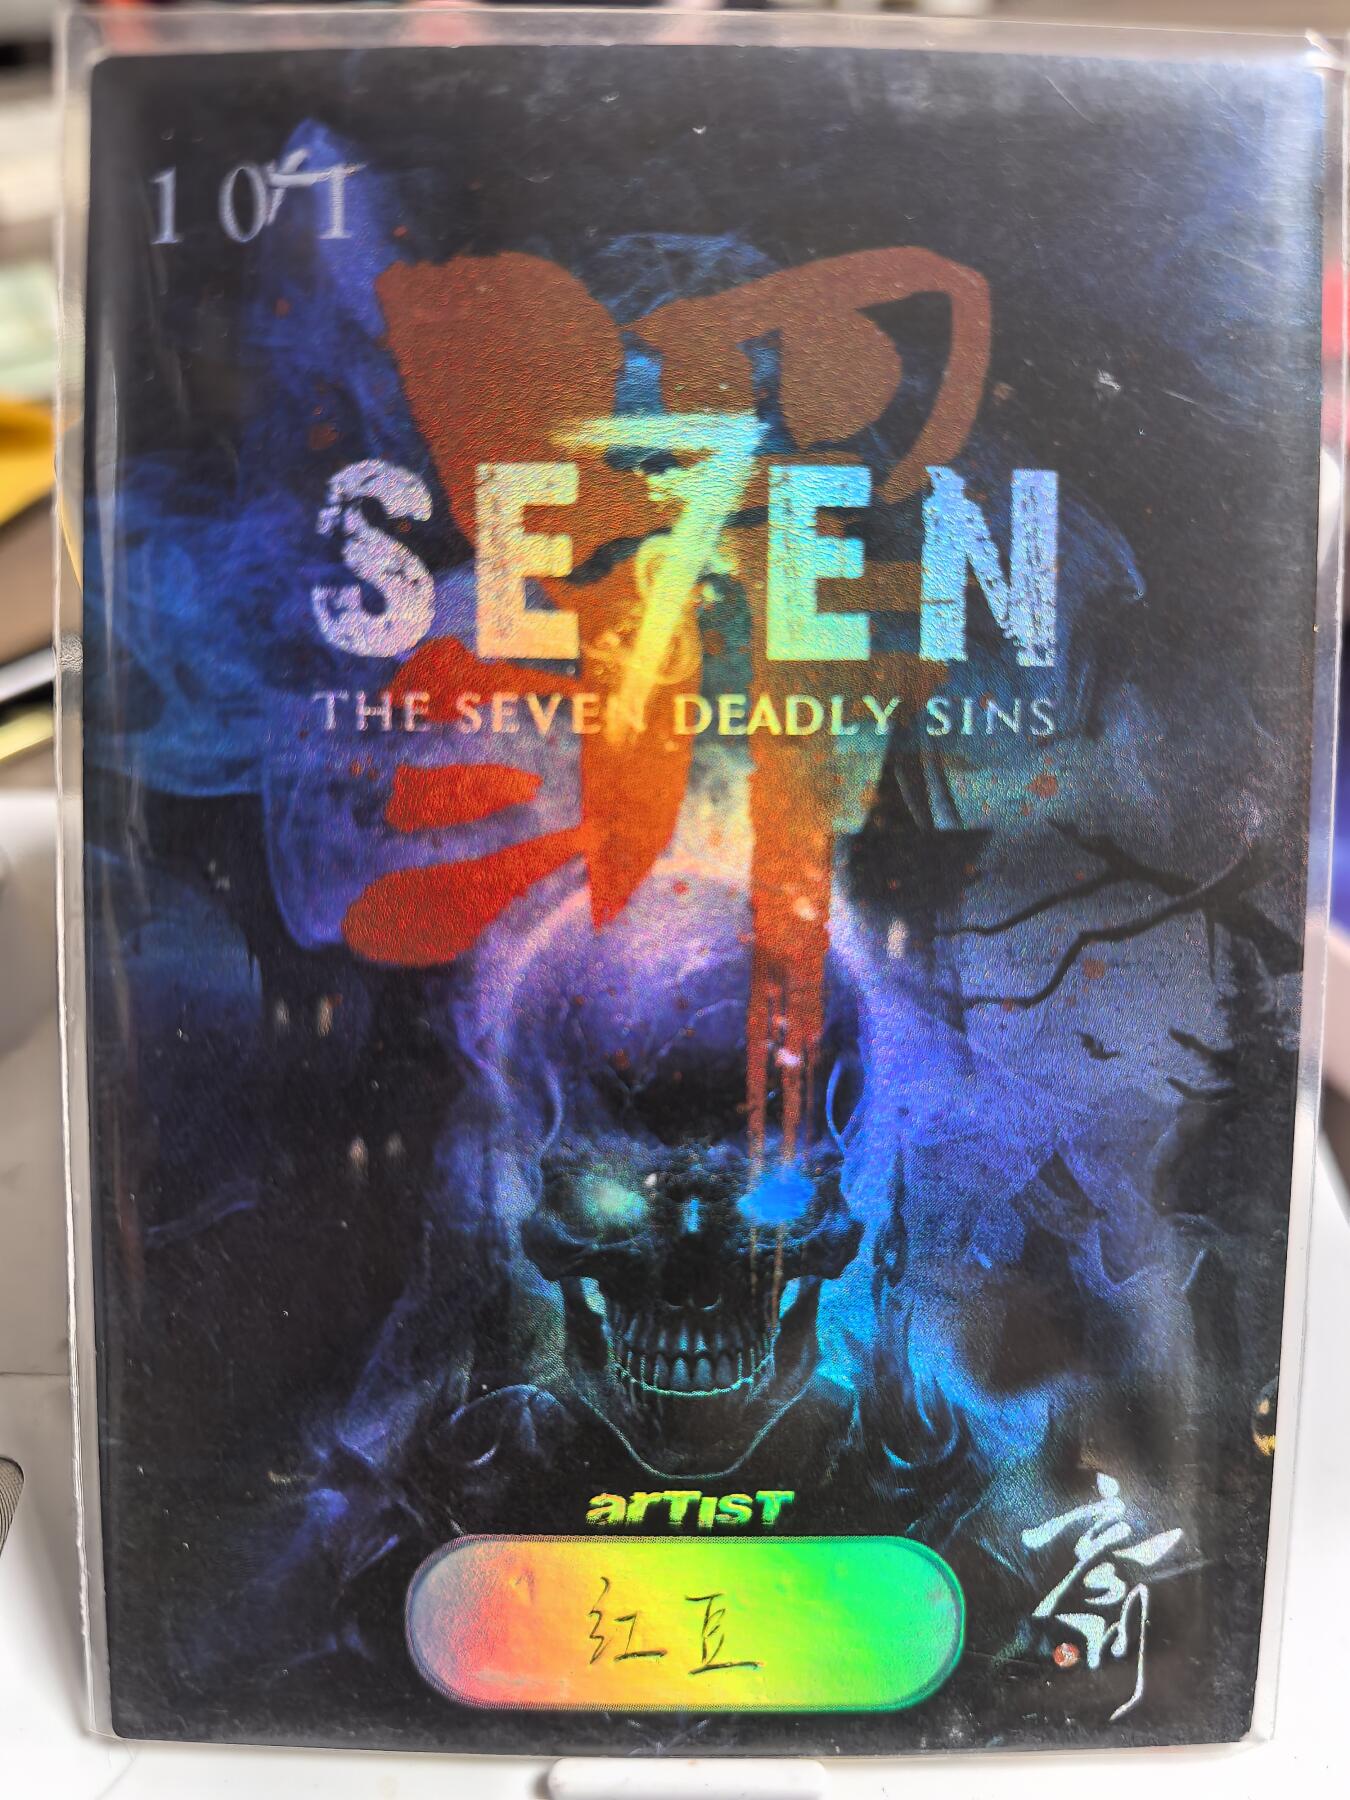 1 OF 1
SE7EN
THE SEVEN DEADLY SINS
arTIST
红豆